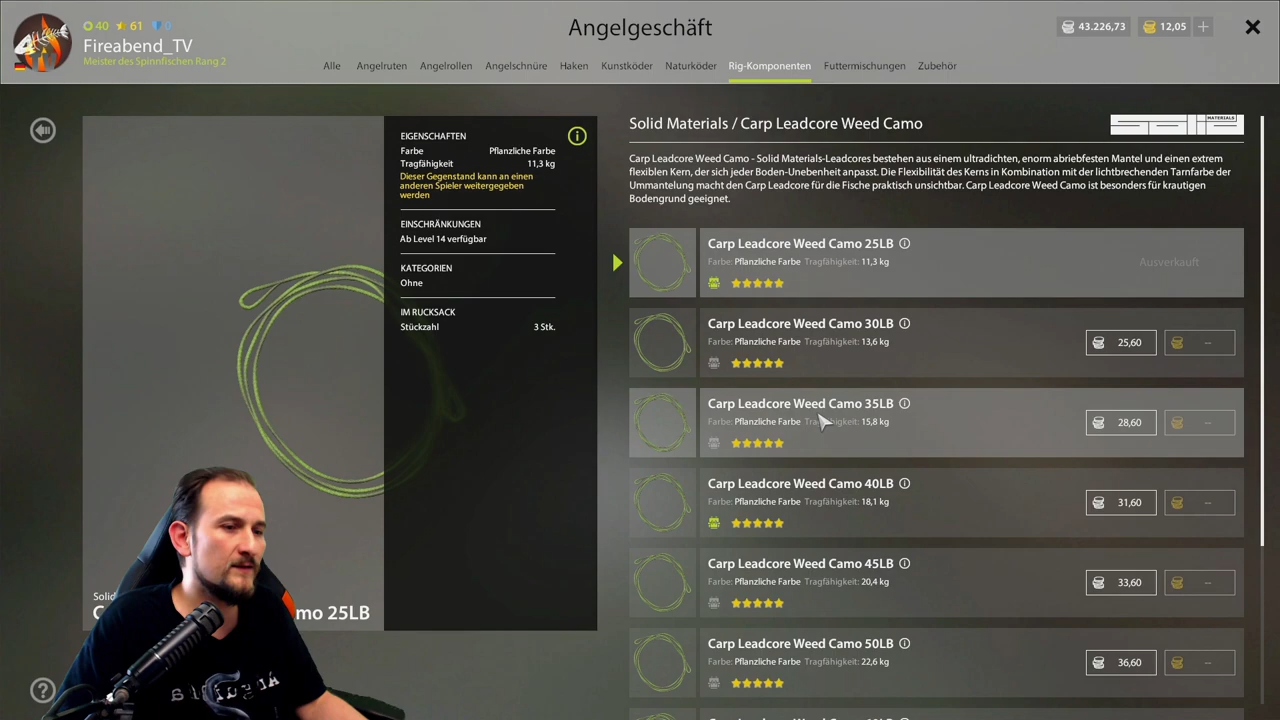 40 61 0
Fireabend_TV
Meister des Spinnfischen Rang 2
Angelgeschäft
43.226,73 12,05
Alle Angelruten Angelrollen Angelschnüre Haken Kunstköder Naturköder Rig-Komponenten Futtermischungen Zubehör
EIGENSCHAFTEN
Farbe Pflanzliche Farbe
Tragfähigkeit 11,3 kg
Dieser Gegenstand kann an einen
anderen Spieler weitergegeben
werden
EINSCHRÄNKUNGEN
Ab Level 14 verfügbar
KATEGORIEN
Ohne
IM RUCKSACK
Stückzahl 3 Stk.
Solid
mo 25LB
Solid Materials / Carp Leadcore Weed Camo
MATERIALS
Carp Leadcore Weed Camo - Solid Materials-Leadcores bestehen aus einem ultradichten, enorm abriebfesten Mantel und einen extrem
flexiblen Kern, der sich jeder Boden-Unebenheit anpasst. Die Flexibilität des Kerns in Kombination mit der lichtbrechenden Tarnfarbe der
Ummantelung macht den Carp Leadcore für die Fische praktisch unsichtbar. Carp Leadcore Weed Camo ist besonders für krautigen
Bodengrund geeignet.
Carp Leadcore Weed Camo 25LB
Farbe: Pflanzliche Farbe Tragfähigkeit: 11,3 kg
Ausverkauft
Carp Leadcore Weed Camo 30LB
Farbe: Pflanzliche Farbe Tragfähigkeit: 13,6 kg
25,60 --
Carp Leadcore Weed Camo 35LB
Farbe: Pflanzliche Farbe Tragfähigkeit: 15,8 kg
28,60 --
Carp Leadcore Weed Camo 40LB
Farbe: Pflanzliche Farbe Tragfähigkeit: 18,1 kg
31,60 --
Carp Leadcore Weed Camo 45LB
Farbe: Pflanzliche Farbe Tragfähigkeit: 20,4 kg
33,60 --
Carp Leadcore Weed Camo 50LB
Farbe: Pflanzliche Farbe Tragfähigkeit: 22,6 kg
36,60 --